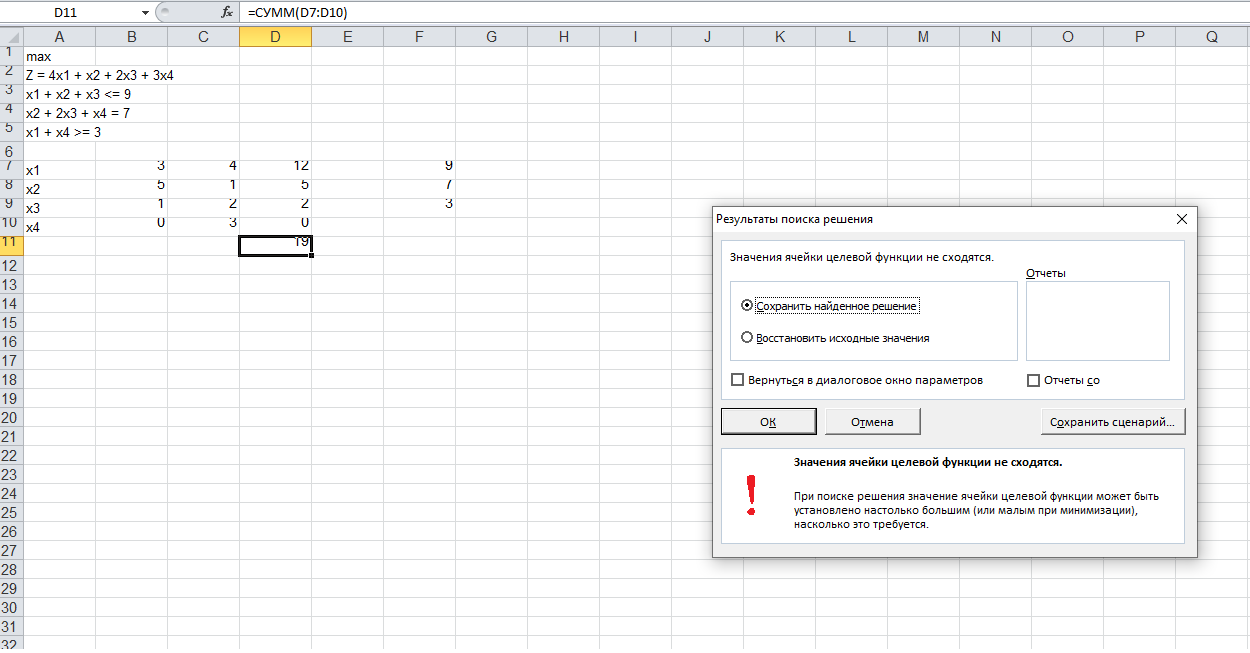 D11 fx =СУММ(D7:D10)
A B C D E F G H I J K L M N O P Q
1 max
2 Z = 4x1 + x2 + 2x3 + 3x4
3 x1 + x2 + x3 <= 9
4 x2 + 2x3 + x4 = 7
5 x1 + x4 >= 3
6
7 x1 3 4 12 9
8 x2 5 1 5 7
9 x3 1 2 2 3
10 x4 0 3 0
11 19
12
13
14
15
16
17
18
19
20
21
22
23
24
25
26
27
28
29
30
31
32
Результаты поиска решения
Значения ячейки целевой функции не сходятся.
Отчеты
Сохранить найденное решение
Восстановить исходные значения
Вернуться в диалоговое окно параметров
Отчеты со
ОК Отмена Сохранить сценарий...
Значения ячейки целевой функции не сходятся.
При поиске решения значение ячейки целевой функции может быть
установлено настолько большим (или малым при минимизации),
насколько это требуется.